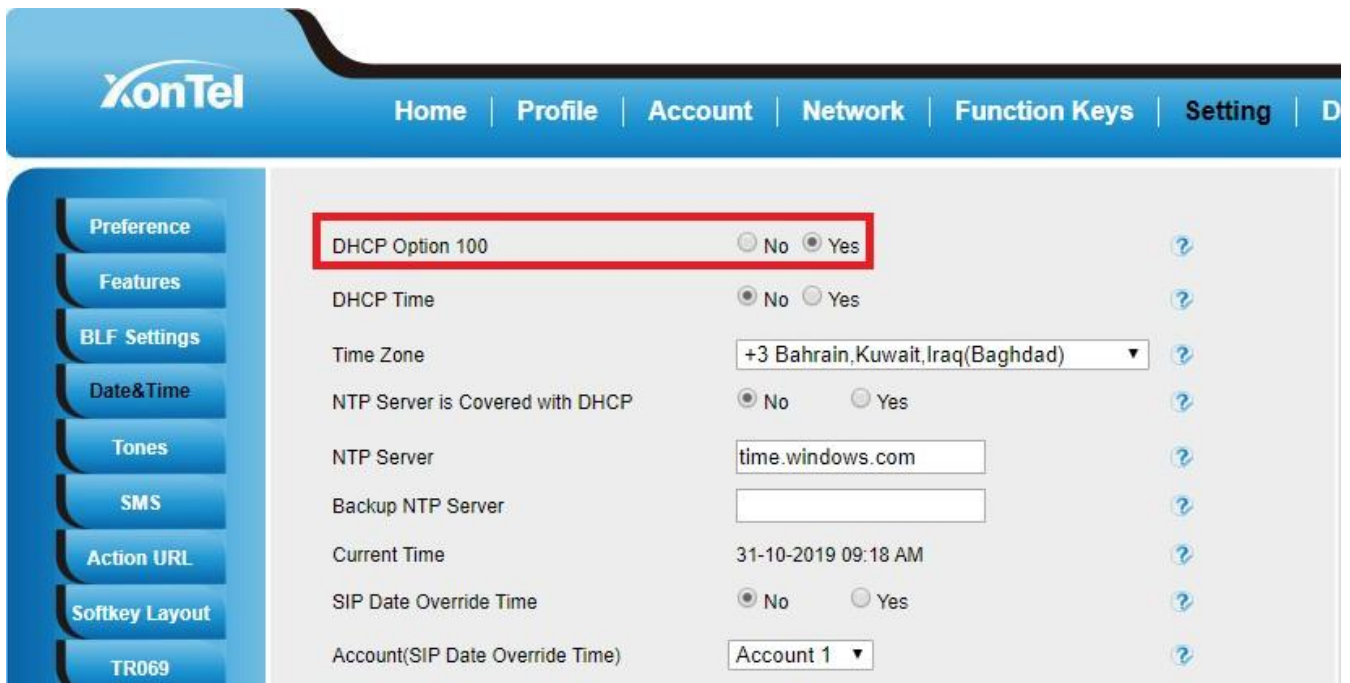 XonTel
Home | Profile | Account | Network | Function Keys | Setting | D
Preference
Features
BLF Settings
Date&Time
Tones
SMS
Action URL
Softkey Layout
TR069
DHCP Option 100 No Yes ?
DHCP Time No Yes ?
Time Zone +3 Bahrain,Kuwait,Iraq(Baghdad) ?
NTP Server is Covered with DHCP No Yes ?
NTP Server time.windows.com ?
Backup NTP Server ?
Current Time 31-10-2019 09:18 AM ?
SIP Date Override Time No Yes ?
Account(SIP Date Override Time) Account 1 ?